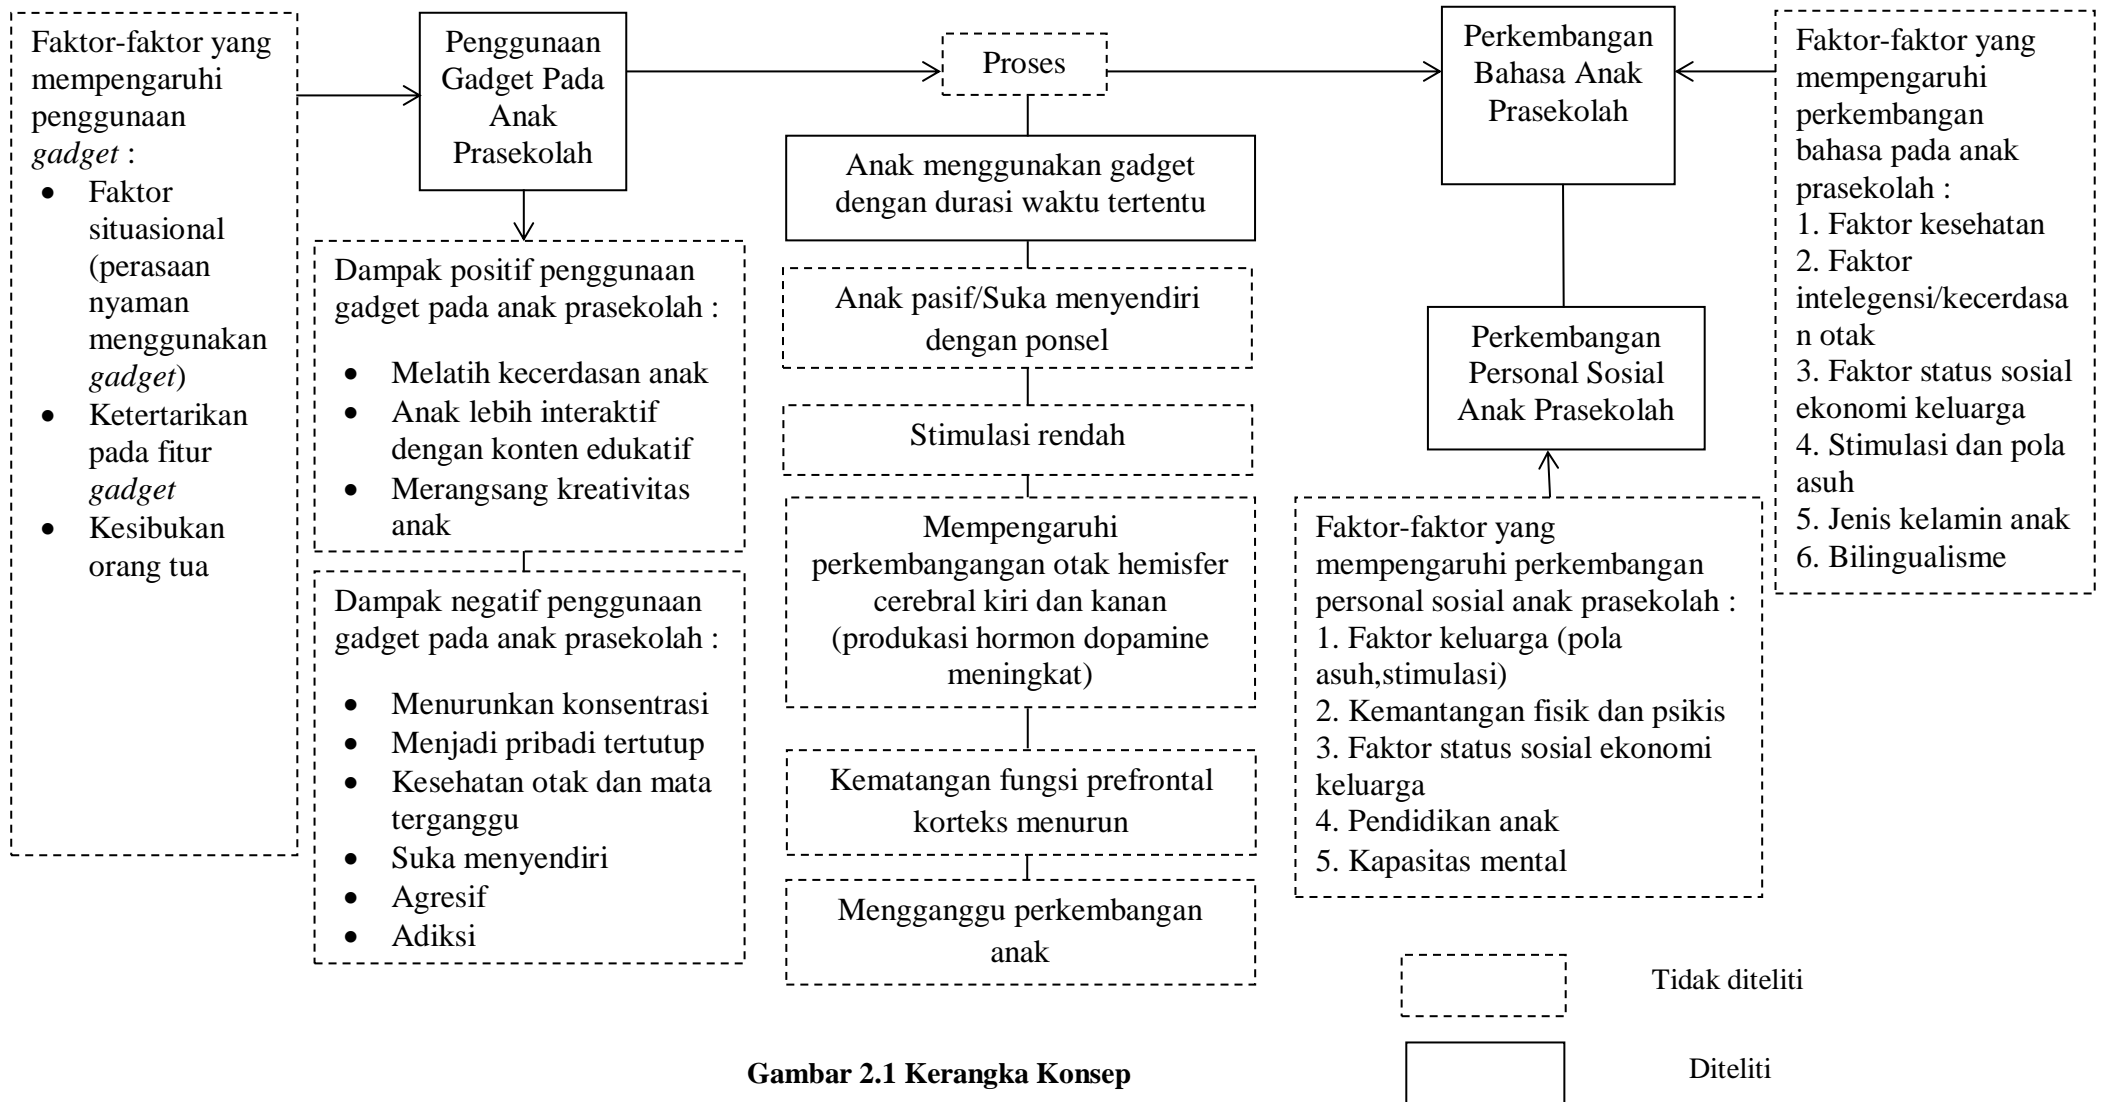 Faktor-faktor yang
mempengaruhi
penggunaan
gadget :
• Faktor
situasional
(perasaan
nyaman
menggunakan
gadget)
• Ketertarikan
pada fitur
gadget
• Kesibukan
orang tua
Penggunaan
Gadget Pada
Anak
Prasekolah
Dampak positif penggunaan
gadget pada anak prasekolah :
• Melatih kecerdasan anak
• Anak lebih interaktif
dengan konten edukatif
• Merangsang kreativitas
anak
Dampak negatif penggunaan
gadget pada anak prasekolah :
• Menurunkan konsentrasi
• Menjadi pribadi tertutup
• Kesehatan otak dan mata
terganggu
• Suka menyendiri
• Agresif
• Adiksi
Proses
Anak menggunakan gadget
dengan durasi waktu tertentu
Anak pasif/Suka menyendiri
dengan ponsel
Stimulasi rendah
Mempengaruhi
perkembangangan otak hemisfer
cerebral kiri dan kanan
(produkasi hormon dopamine
meningkat)
Kematangan fungsi prefrontal
korteks menurun
Mengganggu perkembangan
anak
Perkembangan
Bahasa Anak
Prasekolah
Perkembangan
Personal Sosial
Anak Prasekolah
Faktor-faktor yang
mempengaruhi perkembangan
personal sosial anak prasekolah :
1. Faktor keluarga (pola
asuh,stimulasi)
2. Kemantangan fisik dan psikis
3. Faktor status sosial ekonomi
keluarga
4. Pendidikan anak
5. Kapasitas mental
Faktor-faktor yang
mempengaruhi
perkembangan
bahasa pada anak
prasekolah :
1. Faktor kesehatan
2. Faktor
intelegensi/kecerdasa
n otak
3. Faktor status sosial
ekonomi keluarga
4. Stimulasi dan pola
asuh
5. Jenis kelamin anak
6. Bilingualisme
Tidak diteliti
Diteliti
Gambar 2.1 Kerangka Konsep